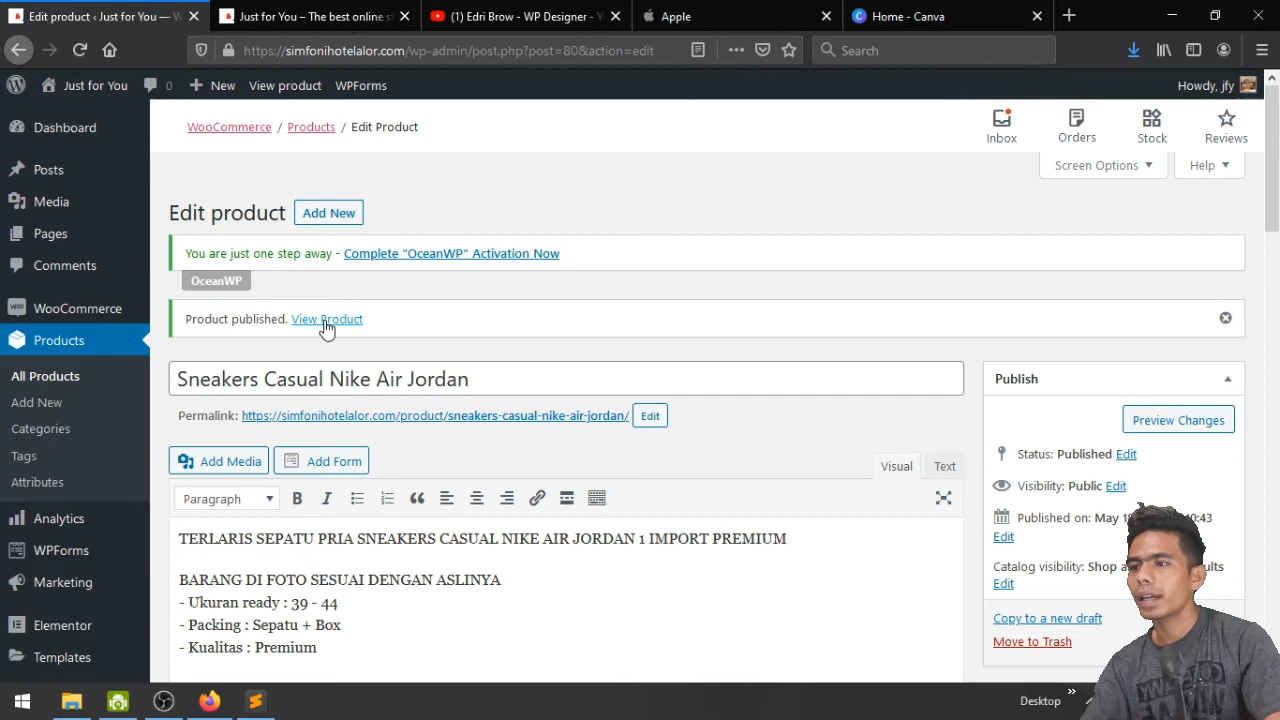 Edit product ‹ Just for You — W
Just for You – The best online s
(1) Edri Brow - WP Designer - Y
Apple
Home - Canva
https://simfonihotelalor.com/wp-admin/post.php?post=80&action=edit
Search
Just for You
0
New
View product
WPForms
Howdy, jfy
Dashboard
Posts
Media
Pages
Comments
WooCommerce
Products
All Products
Add New
Categories
Tags
Attributes
Analytics
WPForms
Marketing
Elementor
Templates
WooCommerce / Products / Edit Product
Inbox
Orders
Stock
Reviews
Screen Options
Help
Edit product
Add New
You are just one step away - Complete "OceanWP" Activation Now
OceanWP
Product published. View Product
Sneakers Casual Nike Air Jordan
Permalink: https://simfonihotelalor.com/product/sneakers-casual-nike-air-jordan/
Edit
Add Media
Add Form
Visual
Text
Paragraph
TERLARIS SEPATU PRIA SNEAKERS CASUAL NIKE AIR JORDAN 1 IMPORT PREMIUM
BARANG DI FOTO SESUAI DENGAN ASLINYA
- Ukuran ready : 39 - 44
- Packing : Sepatu + Box
- Kualitas : Premium
Publish
Preview Changes
Status: Published Edit
Visibility: Public Edit
Published on: May
Edit
Catalog visibility: Shop
Edit
Copy to a new draft
Move to Trash
Desktop